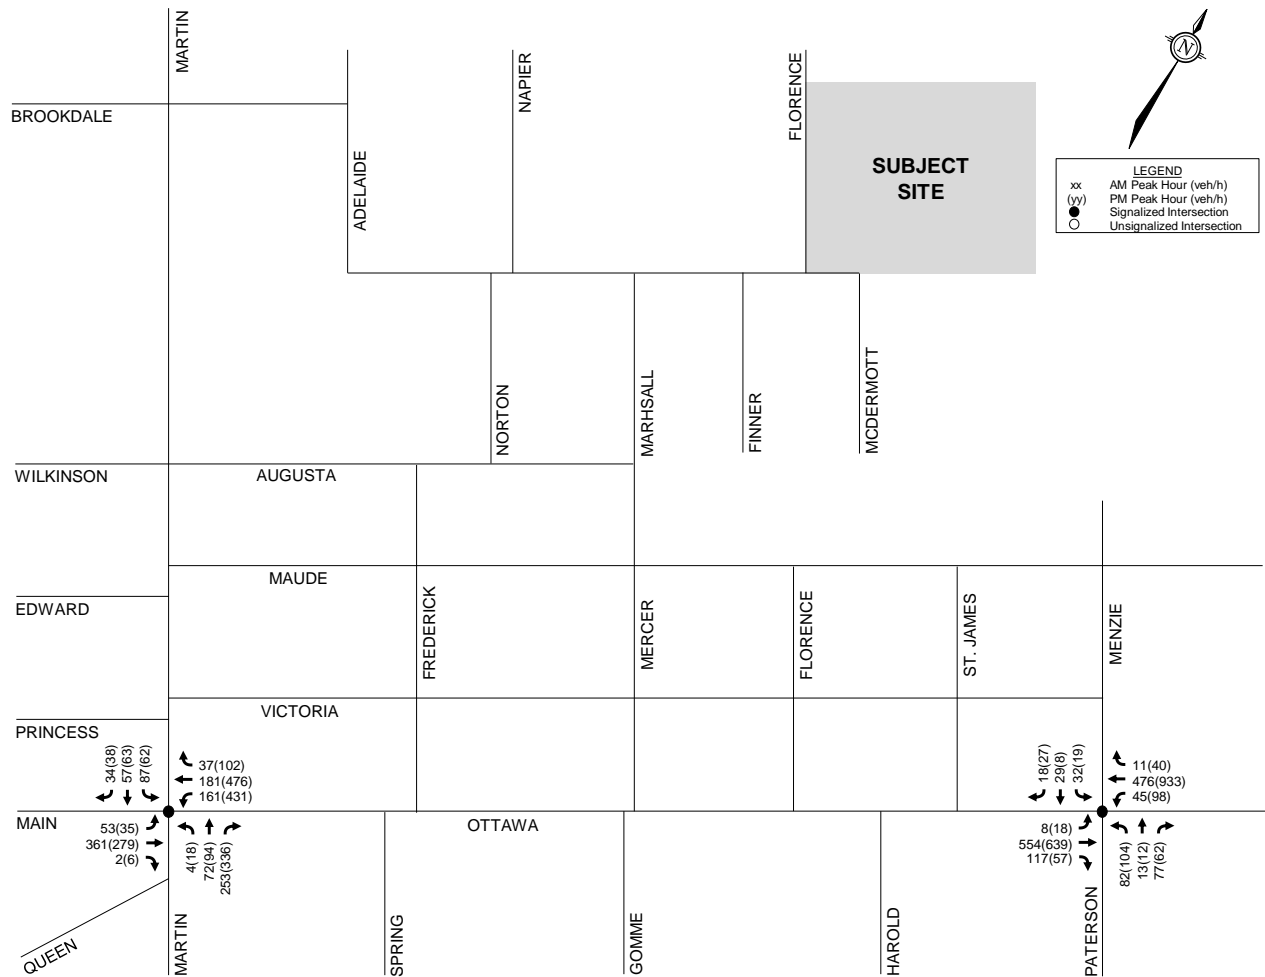 MARTIN
NAPIER
FLORENCE
N
BROOKDALE
ADELAIDE
SUBJECT
SITE
LEGEND
xx AM Peak Hour (veh/h)
(yy) PM Peak Hour (veh/h)
Signalized Intersection
Unsignalized Intersection
NORTON
MARHSALL
FINNER
MCDERMOTT
WILKINSON
AUGUSTA
MAUDE
EDWARD
FREDERICK
MERCER
FLORENCE
ST. JAMES
MENZIE
VICTORIA
PRINCESS
34(38)
57(63)
87(62)
37(102)
181(476)
161(431)
18(27)
29(8)
32(19)
11(40)
476(933)
45(98)
MAIN
OTTAWA
53(35)
361(279)
2(6)
4(18)
72(94)
253(336)
8(18)
554(639)
117(57)
82(104)
13(12)
77(62)
QUEEN
MARTIN
SPRING
GOMME
HAROLD
PATERSON